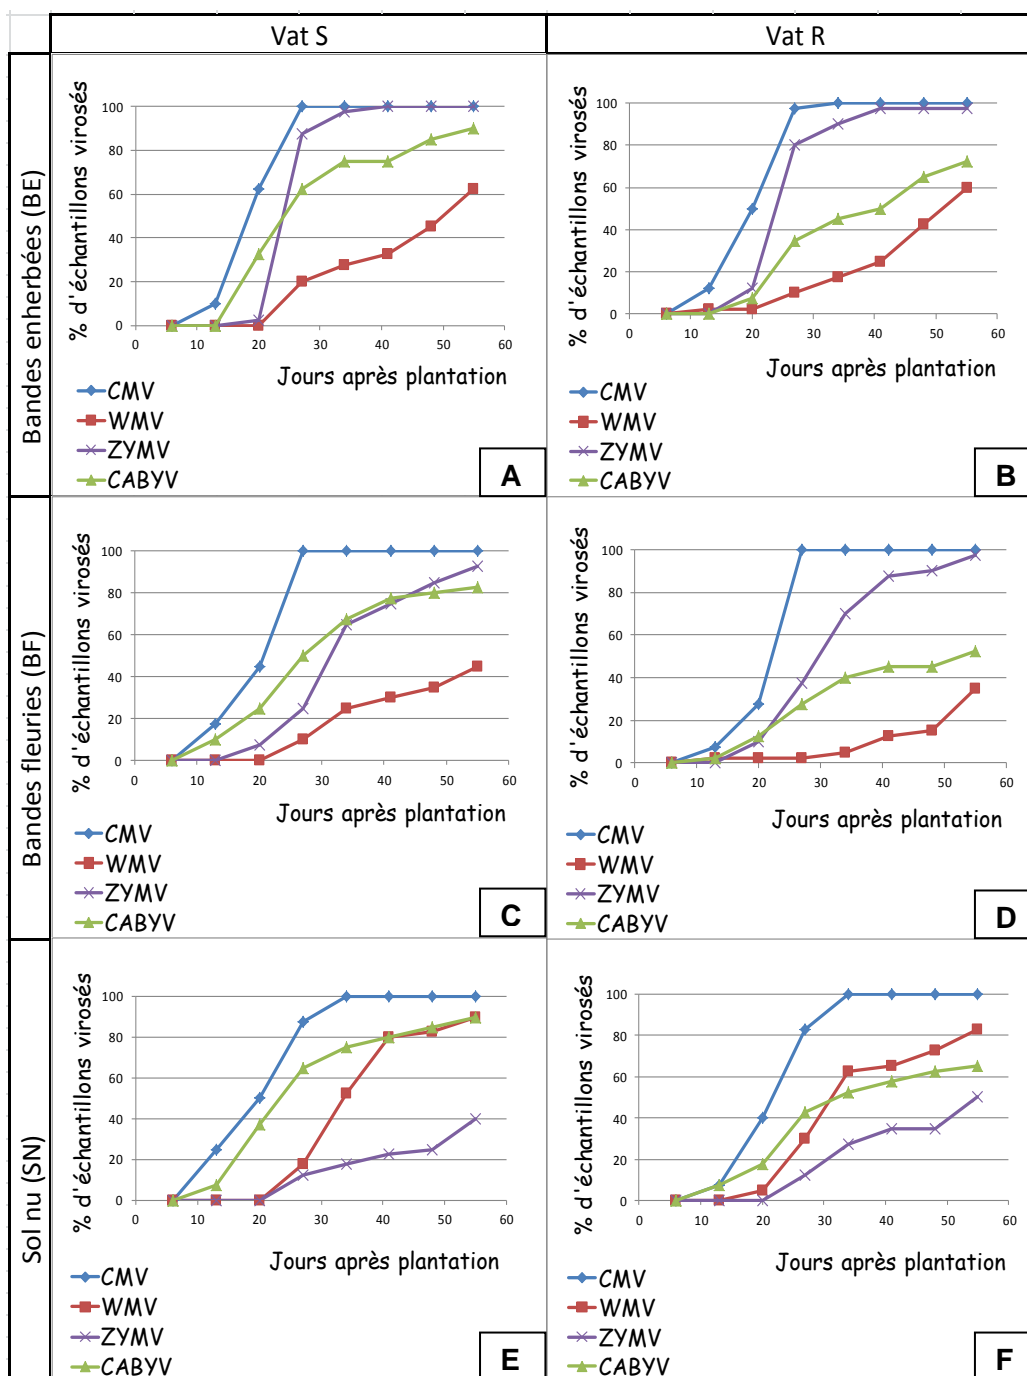 Vat S
Vat R
Bandes enherbées (BE)
% d'échantillons virosés
100
80
60
40
20
0
0
10
20
30
40
50
60
Jours après plantation
CMV
WMV
ZYMV
CABYV
A
% d'échantillons virosés
100
80
60
40
20
0
0
10
20
30
40
50
60
Jours après plantation
CMV
WMV
ZYMV
CABYV
B
Bandes fleuries (BF)
% d'échantillons virosés
100
80
60
40
20
0
0
10
20
30
40
50
60
Jours après plantation
CMV
WMV
ZYMV
CABYV
C
% d'échantillons virosés
100
80
60
40
20
0
0
10
20
30
40
50
60
Jours après plantation
CMV
WMV
ZYMV
CABYV
D
Sol nu (SN)
% d'échantillons virosés
100
80
60
40
20
0
0
10
20
30
40
50
60
Jours après plantation
CMV
WMV
ZYMV
CABYV
E
% d'échantillons virosés
100
80
60
40
20
0
0
10
20
30
40
50
60
Jours après plantation
CMV
WMV
ZYMV
CABYV
F